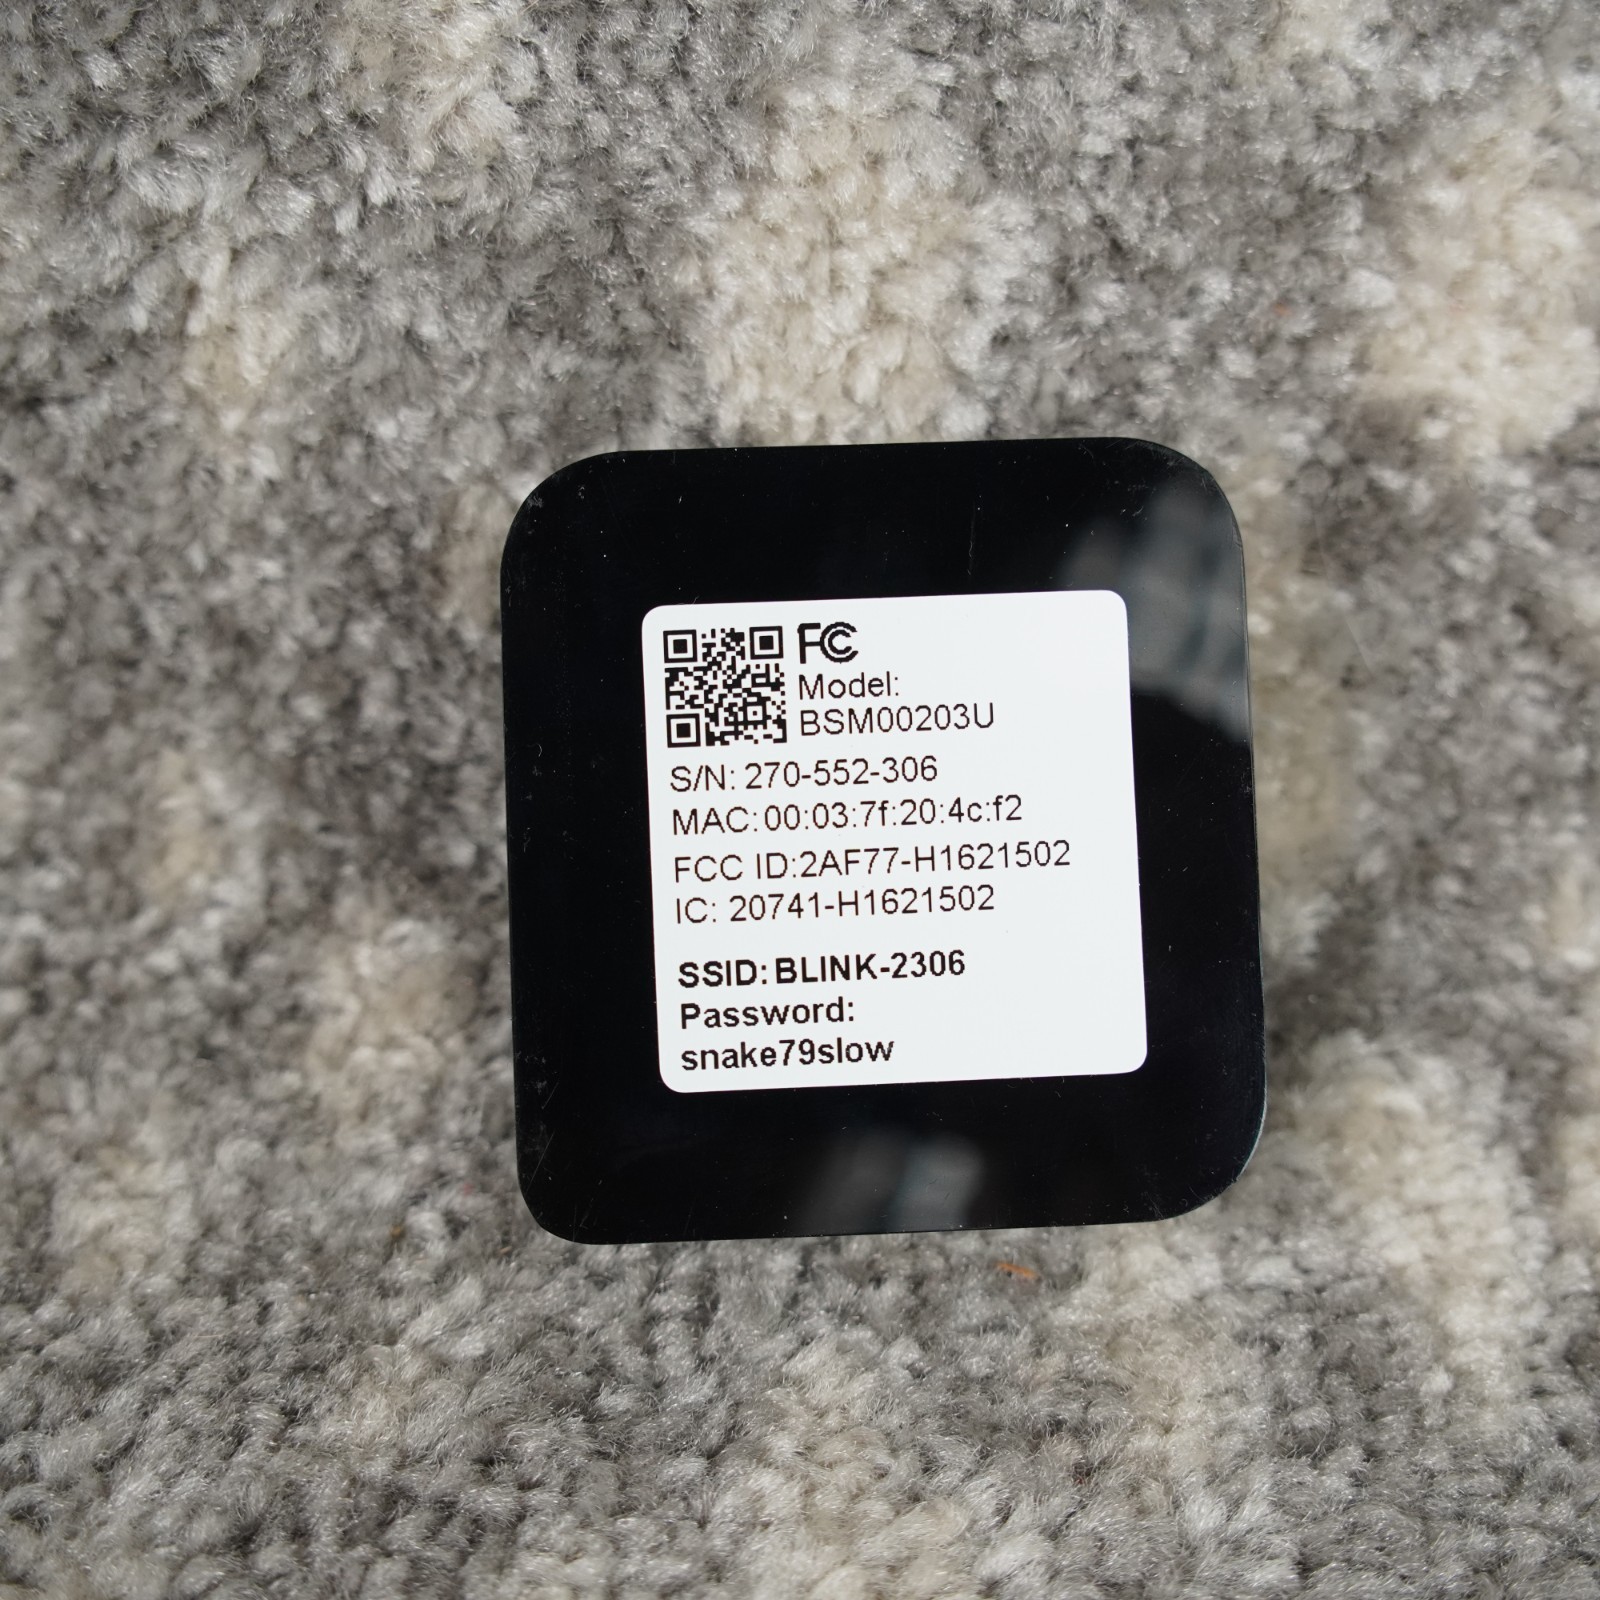 FC
Model:
BSM00203U
S/N: 270-552-306
MAC:00:03:7f:20:4c:f2
FCC ID:2AF77-H1621502
IC: 20741-H1621502
SSID: BLINK-2306
Password:
snake79slow